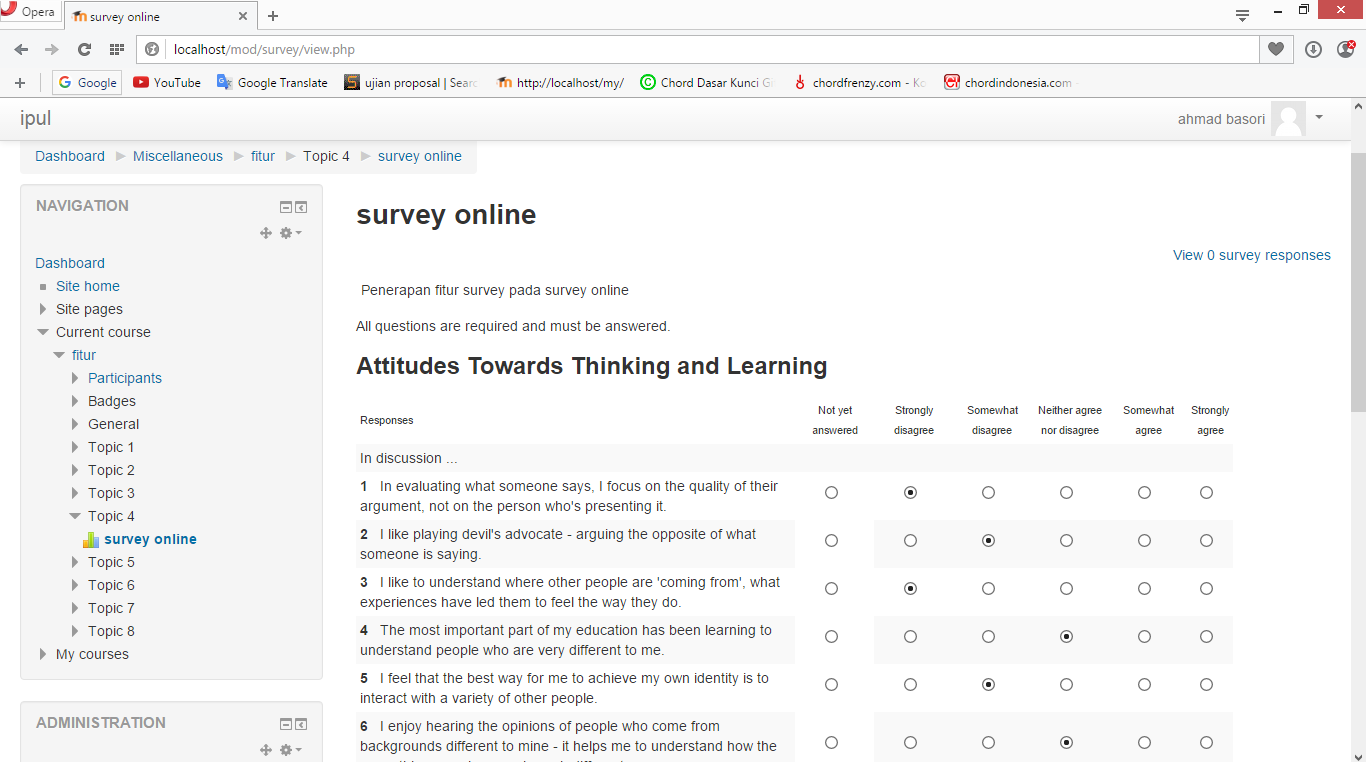 Opera
survey online
localhost/mod/survey/view.php
Google YouTube Google Translate ujian proposal | Sear http://localhost/my/ Chord Dasar Kunci G chordfrenzy.com - Ko chordindonesia.com -
ipul
ahmad basori
Dashboard Miscellaneous fitur Topic 4 survey online
NAVIGATION
Dashboard
Site home
Site pages
Current course
fitur
Participants
Badges
General
Topic 1
Topic 2
Topic 3
Topic 4
survey online
Topic 5
Topic 6
Topic 7
Topic 8
My courses
ADMINISTRATION
survey online
View 0 survey responses
Penerapan fitur survey pada survey online
All questions are required and must be answered.
Attitudes Towards Thinking and Learning
Responses
Not yet answered
Strongly disagree
Somewhat disagree
Neither agree nor disagree
Somewhat agree
Strongly agree
In discussion ...
1 In evaluating what someone says, I focus on the quality of their
argument, not on the person who's presenting it.
2 I like playing devil's advocate - arguing the opposite of what
someone is saying.
3 I like to understand where other people are 'coming from', what
experiences have led them to feel the way they do.
4 The most important part of my education has been learning to
understand people who are very different to me.
5 I feel that the best way for me to achieve my own identity is to
interact with a variety of other people.
6 I enjoy hearing the opinions of people who come from
backgrounds different to mine - it helps me to understand how the